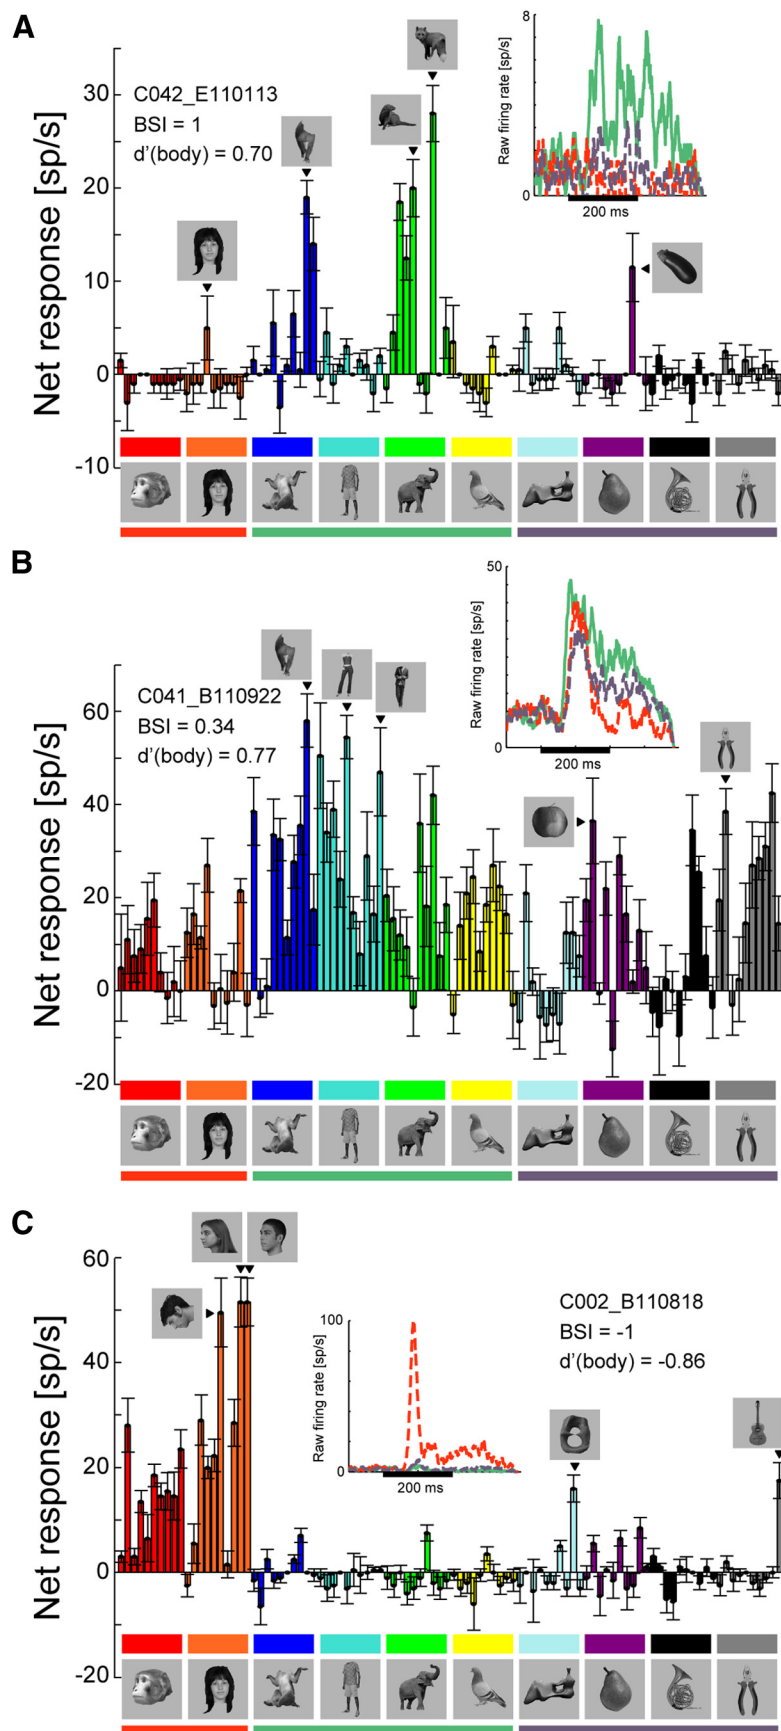 A
Net response [sp/s]
30
20
10
0
-10
C042_E110113
BSI = 1
d'(body) = 0.70
Raw firing rate [sp/s]
8
0
200 ms
B
Net response [sp/s]
60
40
20
0
-20
C041_B110922
BSI = 0.34
d'(body) = 0.77
Raw firing rate [sp/s]
50
0
200 ms
C
Net response [sp/s]
60
40
20
0
-20
Raw firing rate [sp/s]
100
0
200 ms
C002_B110818
BSI = -1
d'(body) = -0.86